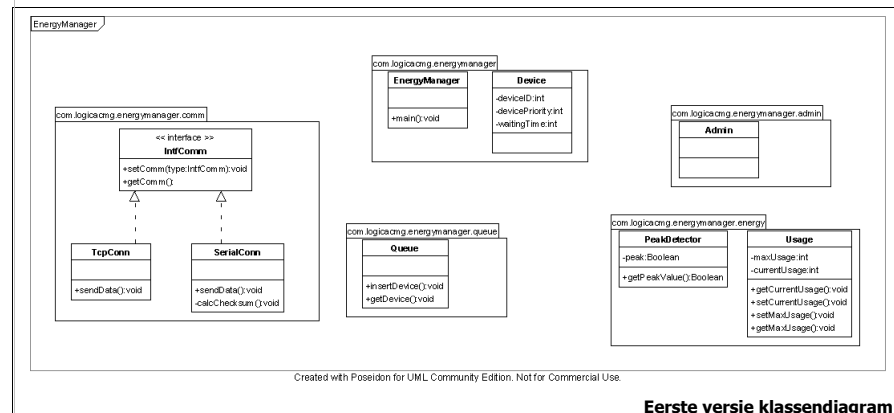 EnergyManager
com.logicacmg.energymanager
EnergyManager
+main():void
Device
-deviceID:int
-devicePriority:int
-waitingTime:int
com.logicacmg.energymanager.comm
<< interface >>
IntfComm
+setComm(type:IntfComm):void
+getComm():
TcpConn
+sendData():void
SerialConn
+sendData():void
-calcChecksum():void
com.logicacmg.energymanager.admin
Admin
com.logicacmg.energymanager.queue
Queue
+insertDevice():void
+getDevice():void
com.logicacmg.energymanager.energy
PeakDetector
-peak:Boolean
+getPeakValue():Boolean
Usage
-maxUsage:int
-currentUsage:int
+getCurrentUsage():void
+setCurrentUsage():void
+setMaxUsage():void
+getMaxUsage():void
Created with Poseidon for UML Community Edition. Not for Commercial Use.
Eerste versie klassendiagram